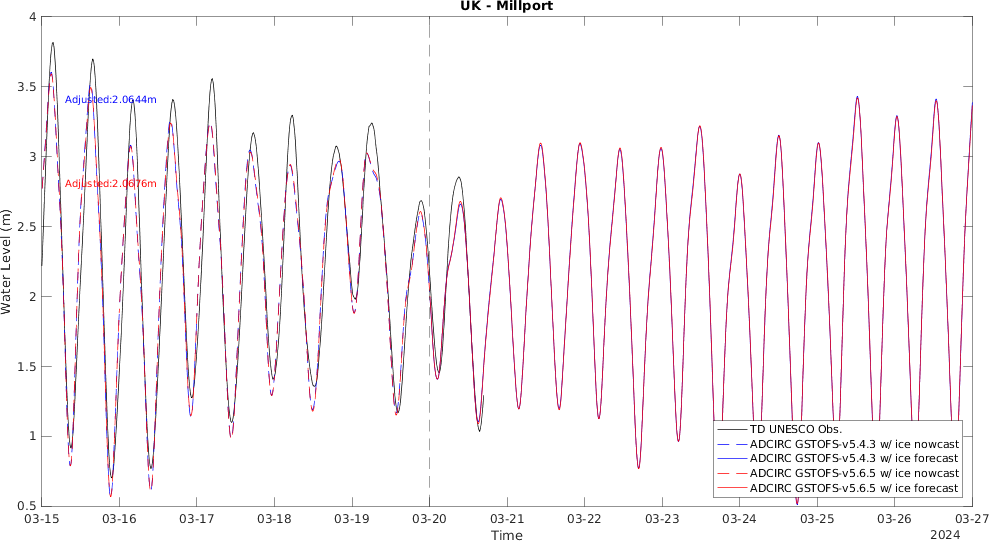 UK - Millport
4
3.5
3
2.5
2
1.5
1
0.5
Water Level (m)
Adjusted:2.0644m
Adjusted:2.0676m
TD UNESCO Obs.
ADCIRC GSTOFS-v5.4.3 w/ ice nowcast
ADCIRC GSTOFS-v5.4.3 w/ ice forecast
ADCIRC GSTOFS-v5.6.5 w/ ice nowcast
ADCIRC GSTOFS-v5.6.5 w/ ice forecast
03-15 03-16 03-17 03-18 03-19 03-20 03-21 03-22 03-23 03-24 03-25 03-26 03-27
Time
2024